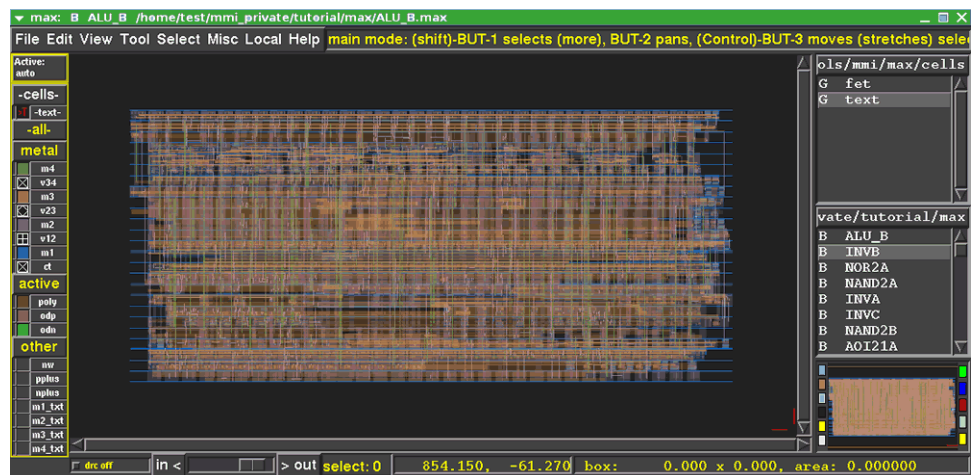 max: B ALU_B /home/test/mmi_private/tutorial/max/ALU_B.max
File Edit View Tool Select Misc Local Help main mode: (shift)-BUT-1 selects (more), BUT-2 pans, (Control)-BUT-3 moves (stretches) sele
Active:
auto
-cells-
-text-
-all-
metal
m4
v34
m3
v23
m2
v12
m1
ct
active
poly
odp
odn
other
nw
pplus
nplus
m1_txt
m2_txt
m3_txt
m4_txt
ols/mmi/max/cells
G fet
G text
vate/tutorial/max
B ALU_B
B INVB
B NOR2A
B NAND2A
B INVA
B INVC
B NAND2B
B AOI21A
drc off in < > out select: 0 854.150, -61.270 box: 0.000 x 0.000, area: 0.000000